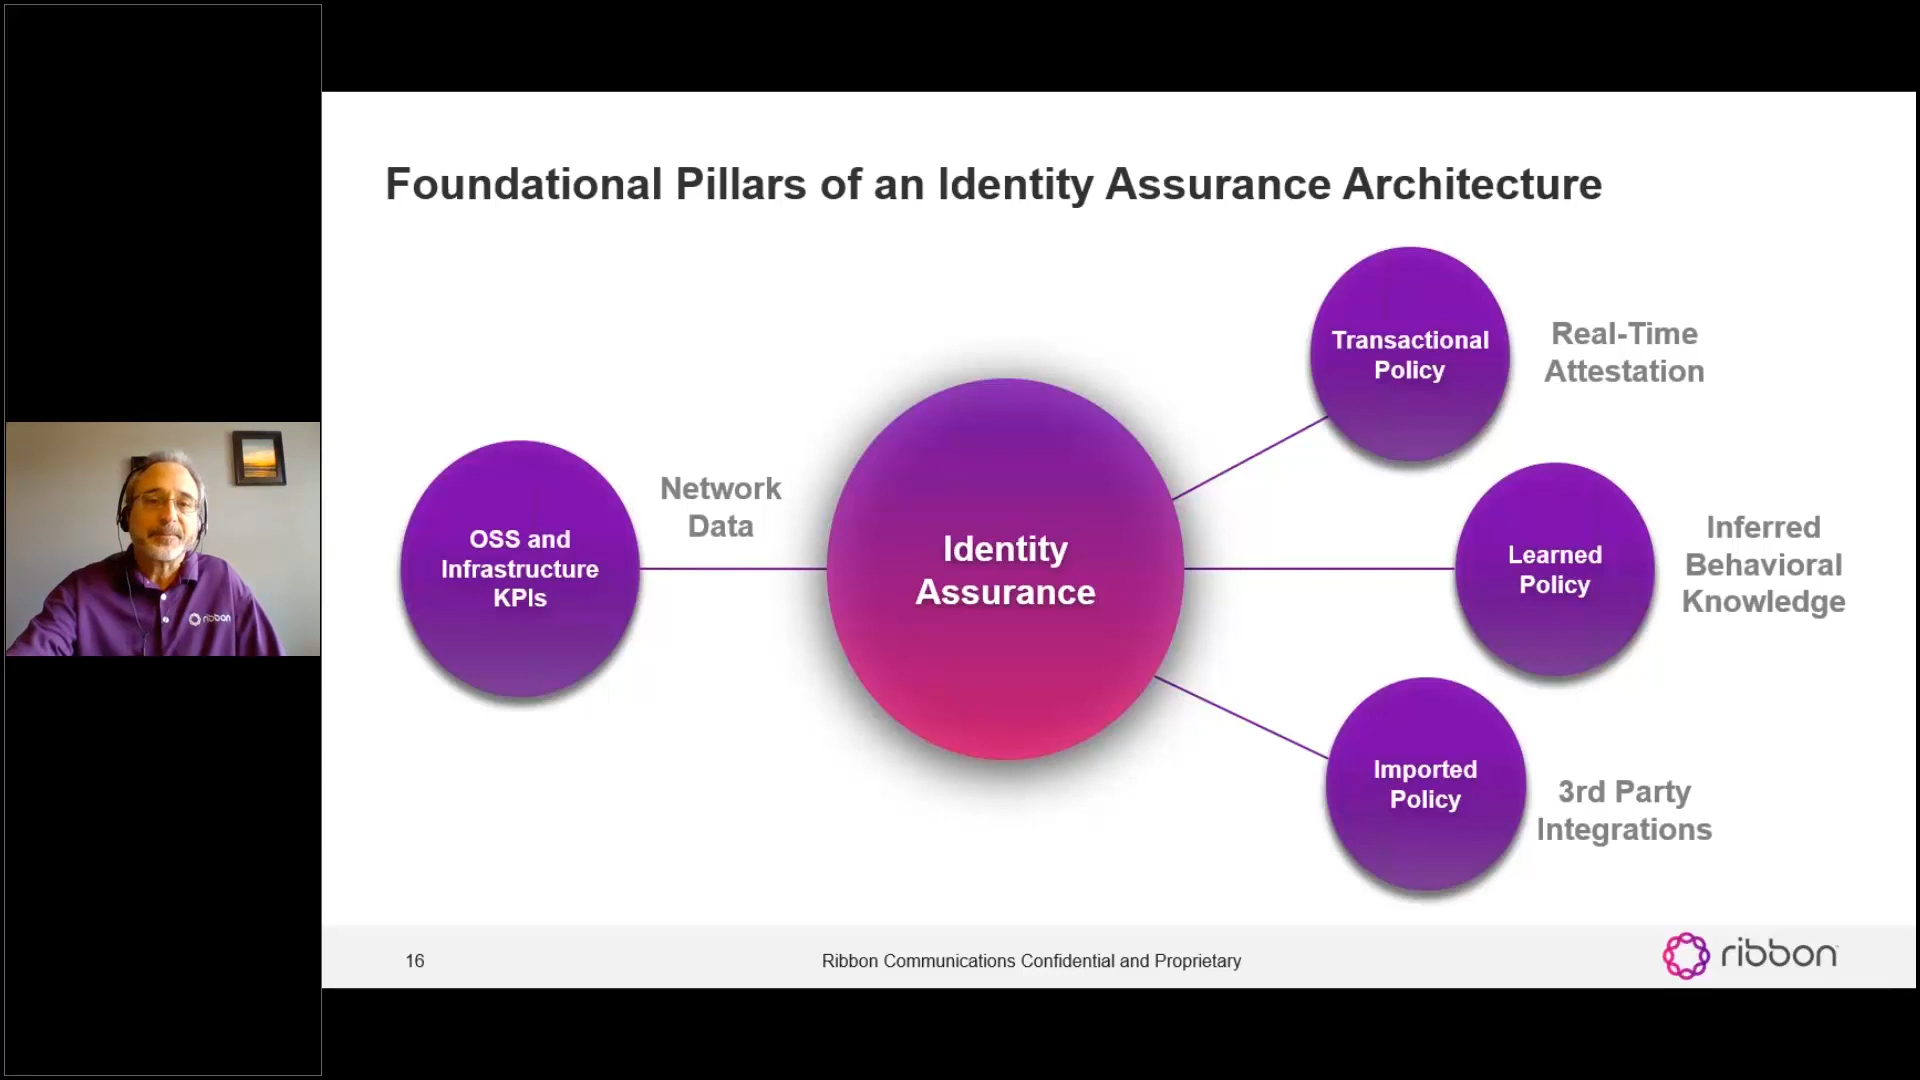 Foundational Pillars of an Identity Assurance Architecture
Transactional
Policy
Real-Time
Attestation
OSS and
Infrastructure
KPIs
Network
Data
Identity
Assurance
Learned
Policy
Inferred
Behavioral
Knowledge
Imported
Policy
3rd Party
Integrations
ribbon
16
Ribbon Communications Confidential and Proprietary
ribbon